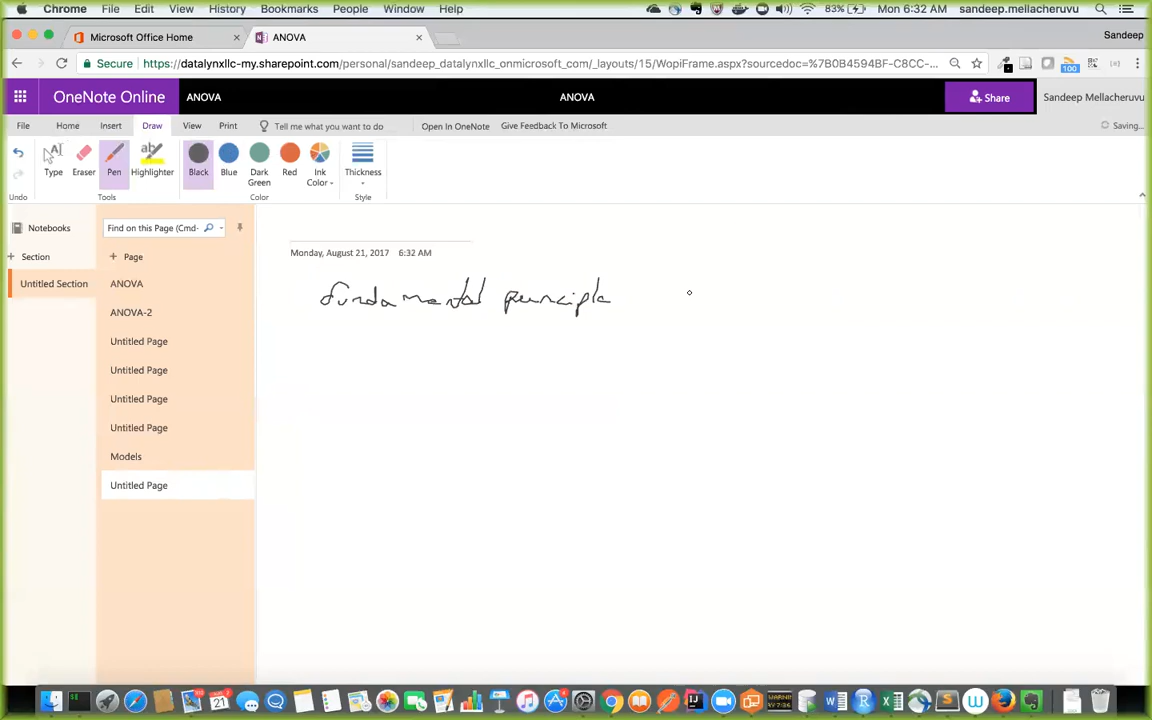 Chrome File Edit View History Bookmarks People Window Help 83% Mon 6:32 AM sandeep.mellacheruvu
Microsoft Office Home × ANOVA × Sandeep
Secure https://datalynxllc-my.sharepoint.com/personal/sandeep_datalynxllc_onmicrosoft_com/_layouts/15/WopiFrame.aspx?sourcedoc=%7B0B4594BF-C8CC-... 100
OneNote Online ANOVA ANOVA Share Sandeep Mellacheruvu
File Home Insert Draw View Print Tell me what you want to do Open In OneNote Give Feedback To Microsoft Saving...
Type Eraser Pen Highlighter Black Blue Dark Green Red Ink Color Thickness
Undo Tools Color Style
Notebooks Find on this Page (Cmd-
+ Section + Page
Untitled Section ANOVA
Monday, August 21, 2017 6:32 AM
fundamental principle
ANOVA-2
Untitled Page
Untitled Page
Untitled Page
Untitled Page
Models
Untitled Page